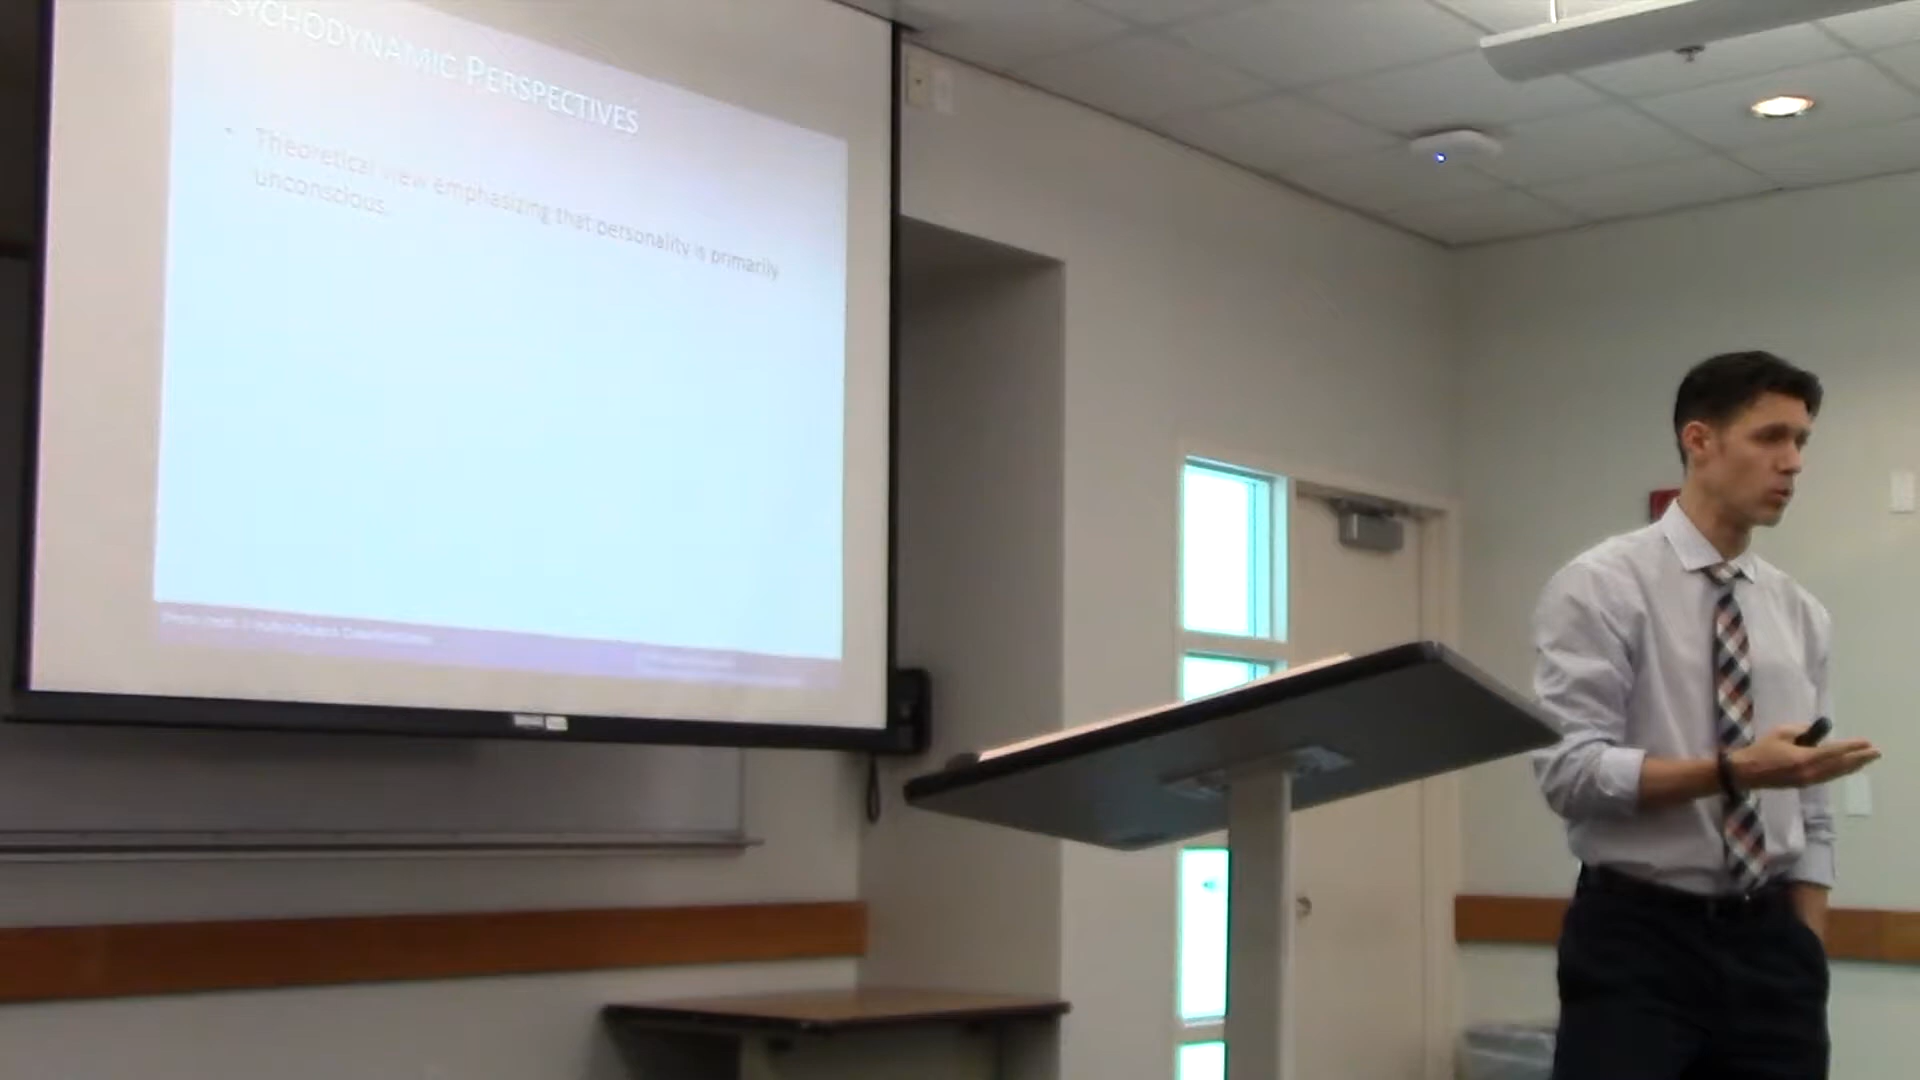 PSYCHODYNAMIC PERSPECTIVES
• Theoretical view emphasizing that personality is primarily
unconscious.